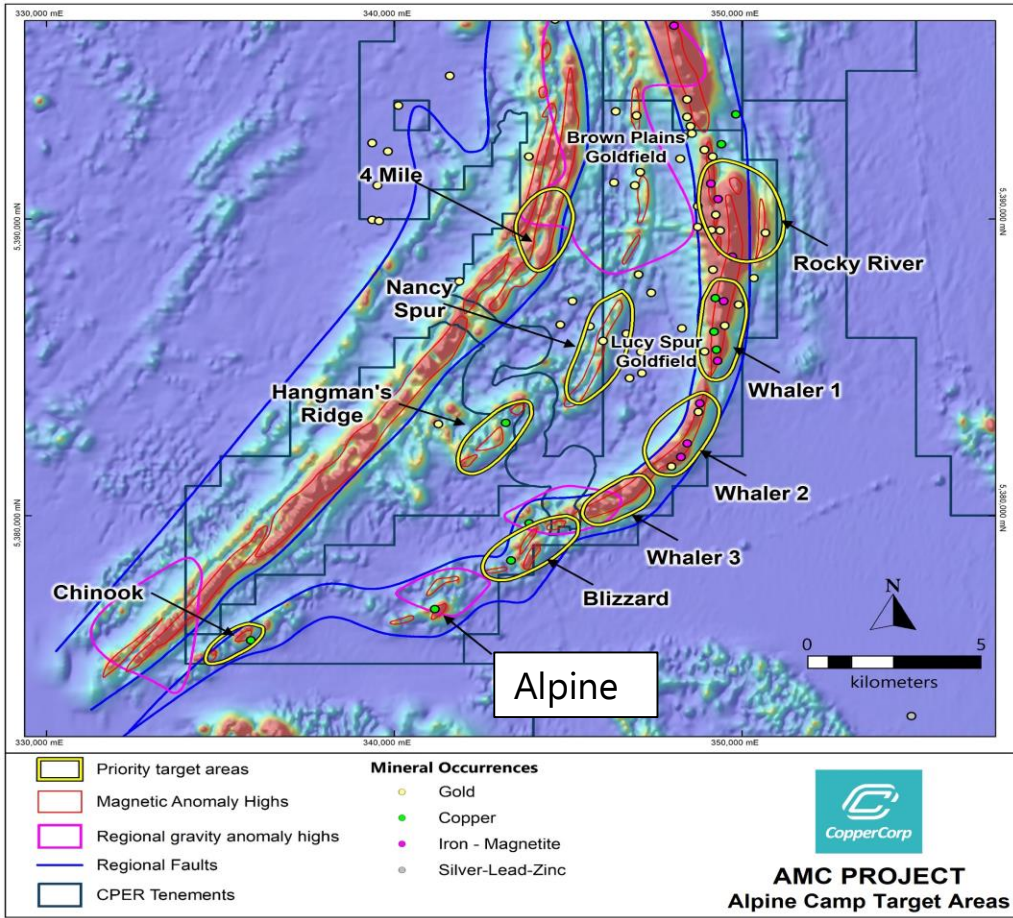 330,000 mE
340,000 mE
350,000 mE
5,390,000 mN
5,390,000 mN
Brown Plains
Goldfield
4 Mile
Rocky River
Nancy
Spur
Lucy Spur
Goldfield
Whaler 1
Hangman's
Ridge
Whaler 2
5,380,000 mN
5,380,000 mN
Whaler 3
Blizzard
Chinook
N
0
5
kilometers
Alpine
330,000 mE
340,000 mE
350,000 mE
Priority target areas
Magnetic Anomaly Highs
Regional gravity anomaly highs
Regional Faults
CPER Tenements
Mineral Occurrences
Gold
Copper
Iron - Magnetite
Silver-Lead-Zinc
CopperCorp
AMC PROJECT
Alpine Camp Target Areas